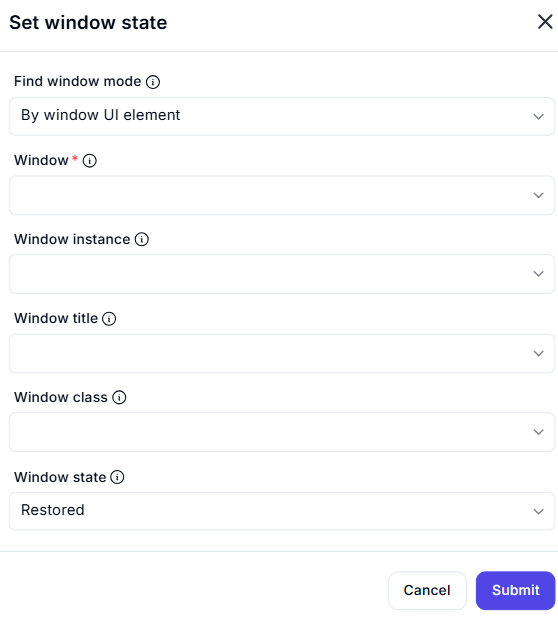 Set window state
Find window mode
By window UI element
Window *
Window instance
Window title
Window class
Window state
Restored
Cancel
Submit